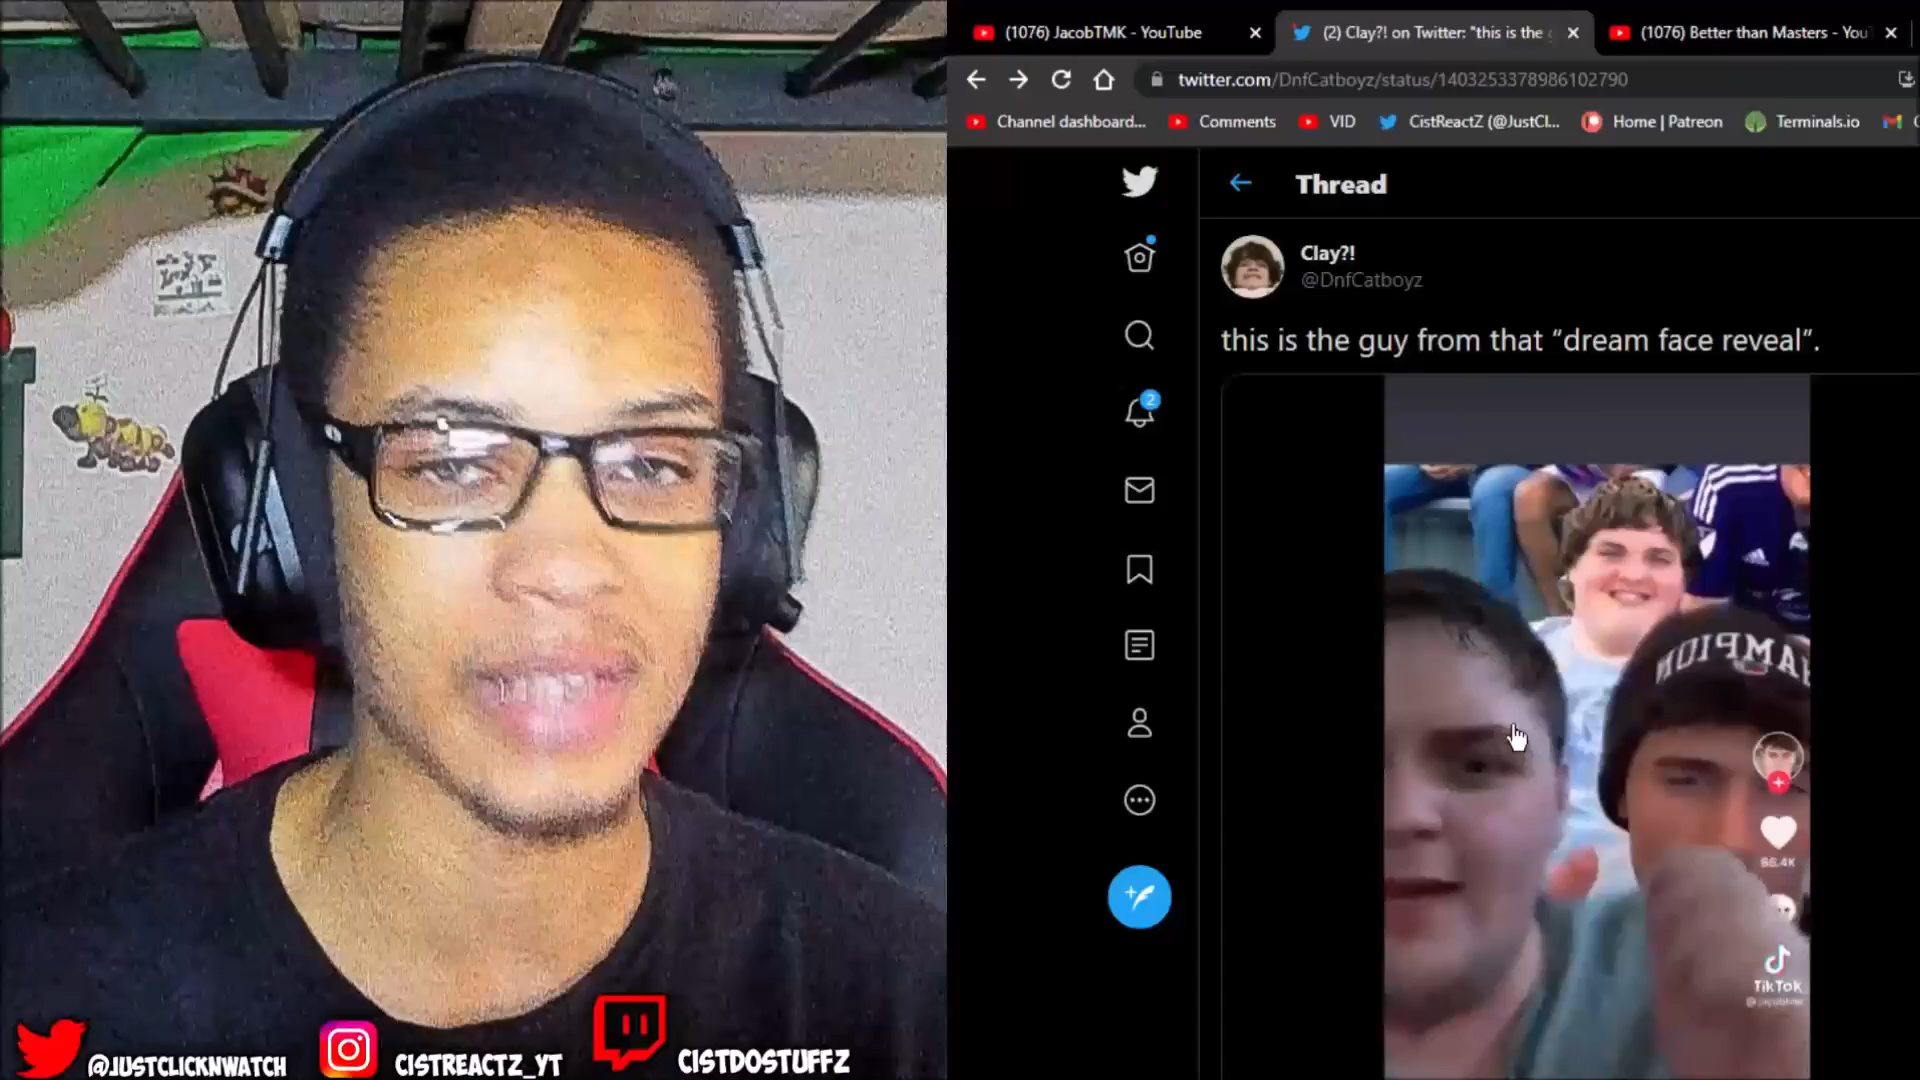 (1076) JacobTMK - YouTube
(2) Clay?! on Twitter: "this is the
(1076) Better than Masters - You
twitter.com/DnfCatboyz/status/1403253378986102790
Channel dashboard...
Comments
VID
CistReactZ (@JustCl...
Home | Patreon
Terminals.io
Thread
Clay?!
@DnfCatboyz
this is the guy from that “dream face reveal”.
2
HAMPION
TikTok
@JUSTCLICKNWATCH
CISTREACTZ_YT
CISTDOSTUFFZ